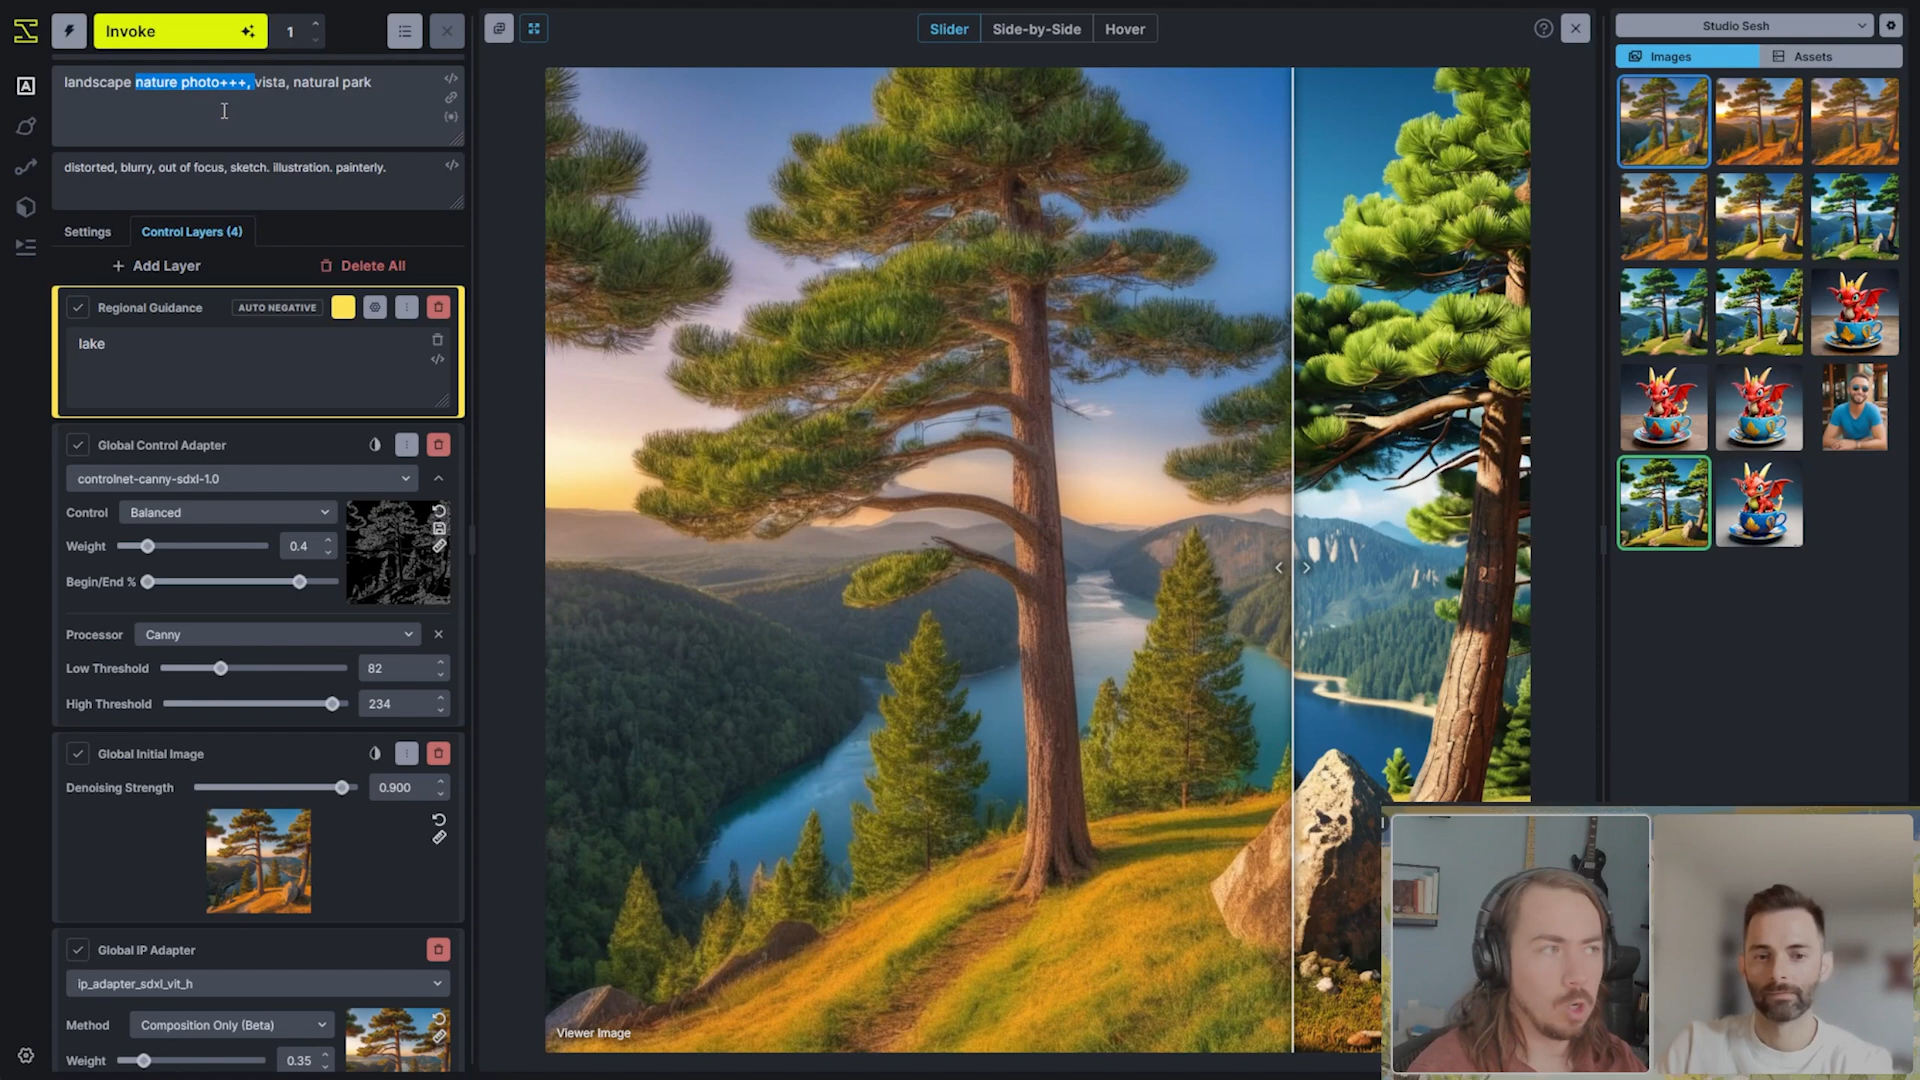 Invoke
1
Slider
Side-by-Side
Hover
Studio Sesh
Images
Assets
landscape nature photo+++, vista, natural park
distorted, blurry, out of focus, sketch. illustration. painterly.
Settings
Control Layers (4)
Add Layer
Delete All
Regional Guidance
AUTO NEGATIVE
lake
Global Control Adapter
controlnet-canny-sdxl-1.0
Control
Balanced
Weight
0.4
Begin/End %
Processor
Canny
Low Threshold
82
High Threshold
234
Global Initial Image
Denoising Strength
0.900
Global IP Adapter
ip_adapter_sdxl_vit_h
Method
Composition Only (Beta)
Weight
0.35
Viewer Image